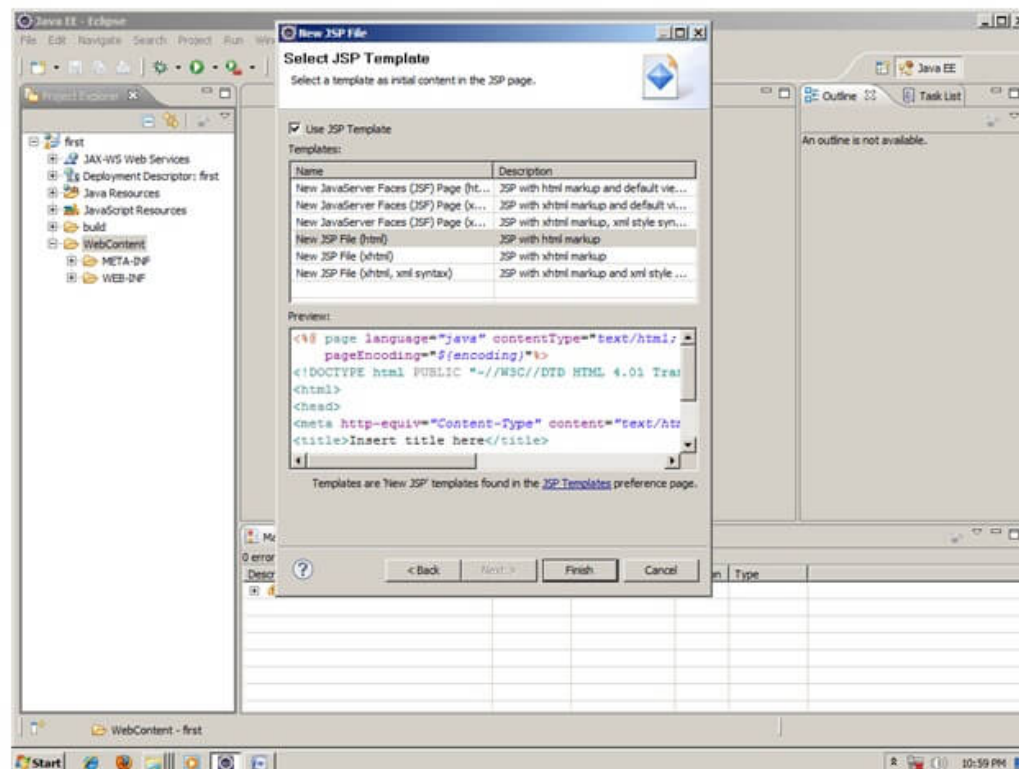 Java EE - Eclipse
File Edit Navigate Search Project Run Win
Java EE
Project Explorer
first
JAX-WS Web Services
Deployment Descriptor: first
Java Resources
JavaScript Resources
build
WebContent
META-INF
WEB-INF
New JSP File
Select JSP Template
Select a template as initial content in the JSP page.
Use JSP Template
Templates:
Name Description
New JavaServer Faces (JSF) Page (ht... JSP with html markup and default vie...
New JavaServer Faces (JSF) Page (x... JSP with xhtml markup and default vi...
New JavaServer Faces (JSF) Page (x... JSP with xhtml markup, xml style syn...
New JSP File (html) JSP with html markup
New JSP File (xhtml) JSP with xhtml markup
New JSP File (xhtml, xml syntax) JSP with xhtml markup and xml style ...
Preview:
<%@ page language="java" contentType="text/html;
pageEncoding="${encoding}"%>
<!DOCTYPE html PUBLIC "-//W3C//DTD HTML 4.01 Tra
<html>
<head>
<meta http-equiv="Content-Type" content="text/ht
<title>Insert title here</title>
Templates are 'New JSP' templates found in the JSP Templates preference page.
? < Back Next > Finish Cancel
Outline Task List
An outline is not available.
Ma
0 error
Descr on Type
WebContent - first
Start 10:59 PM